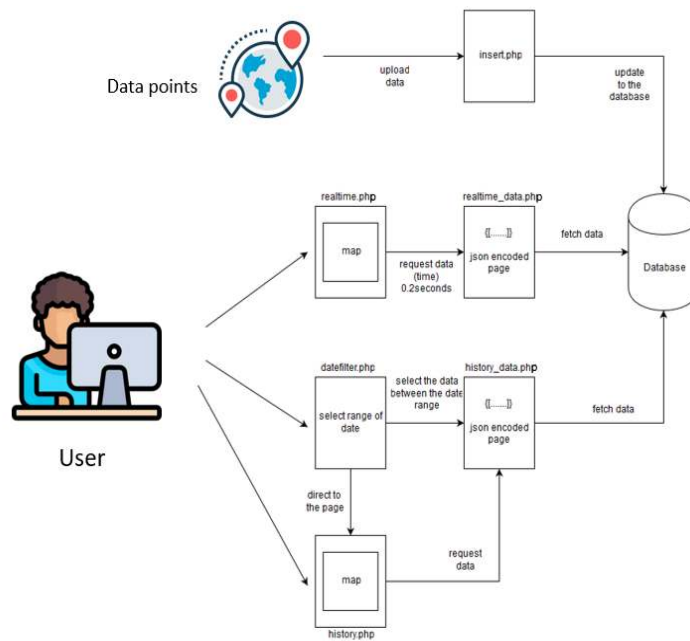 Data points
upload
data
insert.php
update
to the
database
realtime.php
map
request data
(time)
0.2seconds
realtime_data.php
{[......]}
json encoded
page
fetch data
Database
User
datefilter.php
select range of
date
select the data
between the date
range
history_data.php
{[......]}
json encoded
page
fetch data
direct to
the page
map
history.php
request
data